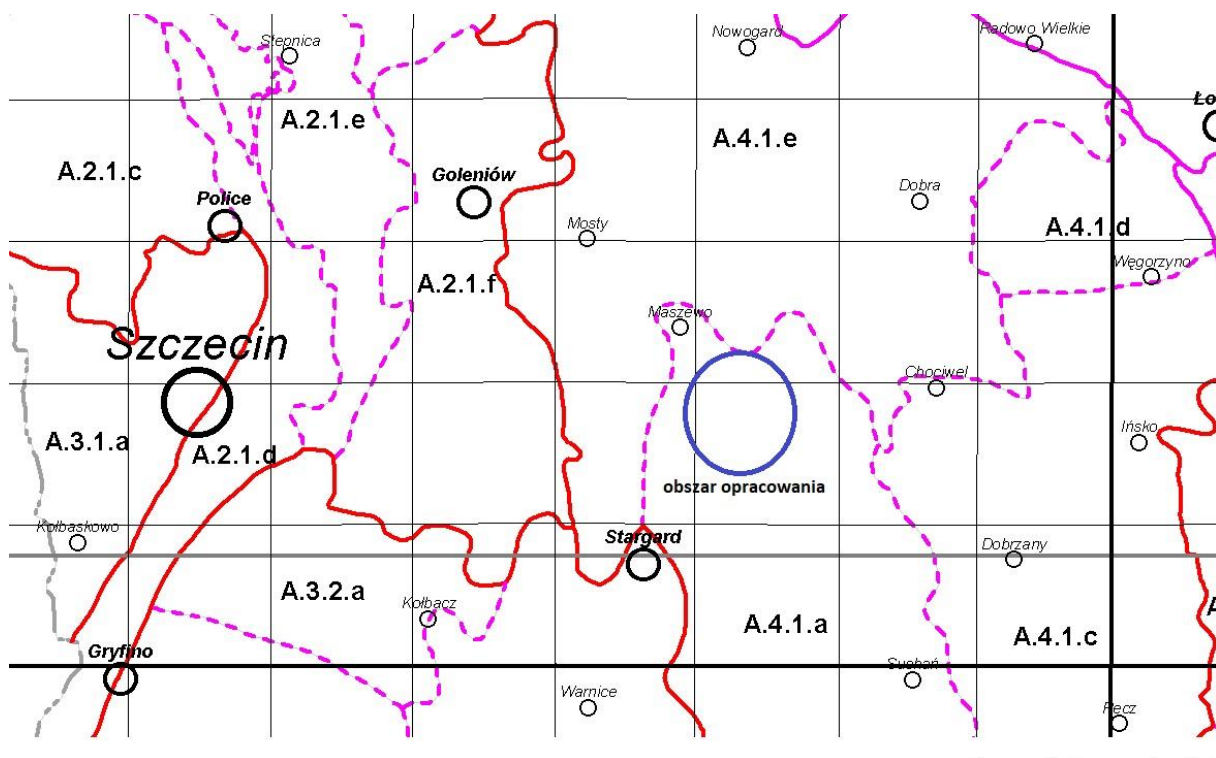 Stepnica
Nowogard
Radowo Wielkie
Ło
A.2.1.e
A.4.1.e
A.2.1.c
Goleniów
Police
Dobra
Mosty
A.4.1.d
Węgorzyno
A.2.1.f
Maszewo
Szczecin
Chociwel
Ińsko
A.3.1.a
A.2.1.d
obszar opracowania
Kołbaskowo
Stargard
Dobrzany
A.3.2.a
Kołbacz
A.4.1.a
A.4.1.c
A
Gryfino
Suchań
Warnice
Recz